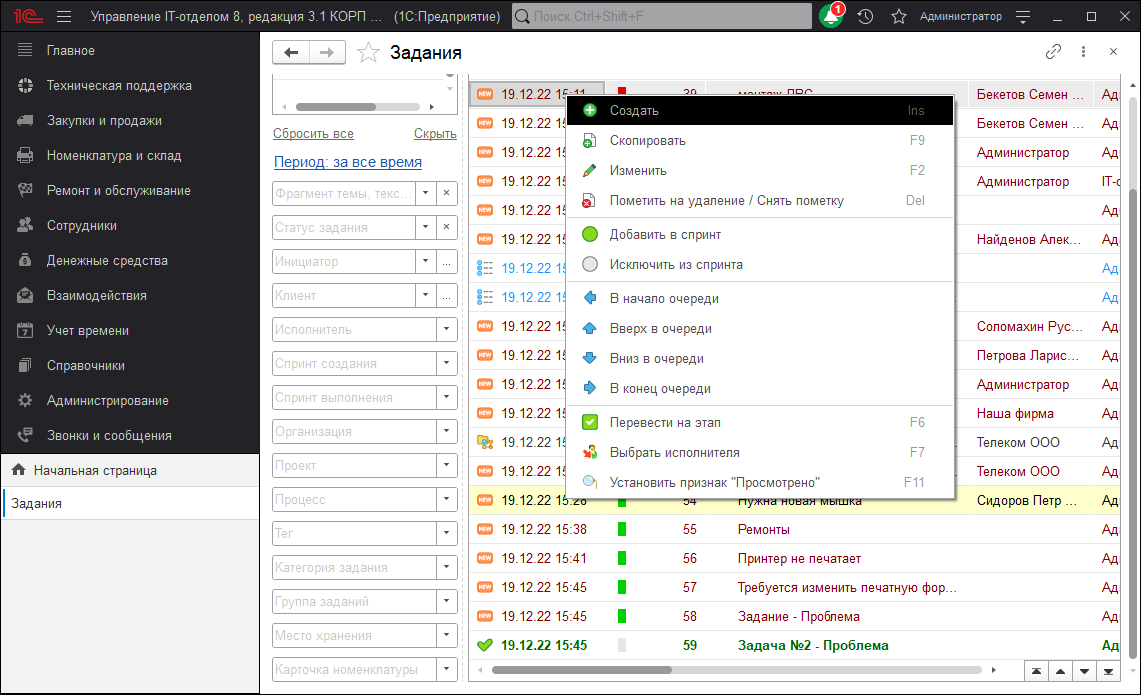 1С Управление IT-отделом 8, редакция 3.1 КОРП ... (1С:Предприятие) Поиск Ctrl+Shift+F 1 Администратор
Главное
Техническая поддержка
Закупки и продажи
Номенклатура и склад
Ремонт и обслуживание
Сотрудники
Денежные средства
Взаимодействия
7 Учет времени
Справочники
Администрирование
Звонки и сообщения
Начальная страница
Задания
Задания
Сбросить все Скрыть
Период: за все время
Фрагмент темы, текс...
Статус задания
Инициатор ...
Клиент ...
Исполнитель
Спринт создания
Спринт выполнения
Организация
Проект
Процесс
Тег
Категория задания
Группа заданий
Место хранения
Карточка номенклатуры
NEW 19.12.22 15:11 39 монтаж ЛВС Бекетов Семен ... Ад
NEW 19.12.22 15: Бекетов Семен ... Ад
NEW 19.12.22 15: Администратор Ад
NEW 19.12.22 15: Администратор IT-о
NEW 19.12.22 15: Ад
NEW 19.12.22 15: Найденов Алек... Ад
19.12.22 15: Ад
19.12.22 15: Ад
NEW 19.12.22 15: Соломахин Рус... Ад
NEW 19.12.22 15: Петрова Ларис... Ад
NEW 19.12.22 15: Администратор Ад
NEW 19.12.22 15: Наша фирма Ад
19.12.22 15: Телеком ООО Ад
NEW 19.12.22 15: Телеком ООО Ад
NEW 19.12.22 15:28 54 Нужна новая мышка Сидоров Петр ... Ад
NEW 19.12.22 15:38 55 Ремонты Ад
NEW 19.12.22 15:41 56 Принтер не печатает Ад
NEW 19.12.22 15:45 57 Требуется изменить печатную фор... Ад
NEW 19.12.22 15:45 58 Задание - Проблема Ад
19.12.22 15:45 59 Задача №2 - Проблема Ад
Создать Ins
Скопировать F9
Изменить F2
Пометить на удаление / Снять пометку Del
Добавить в спринт
Исключить из спринта
В начало очереди
Вверх в очереди
Вниз в очереди
В конец очереди
Перевести на этап F6
Выбрать исполнителя F7
Установить признак "Просмотрено" F11